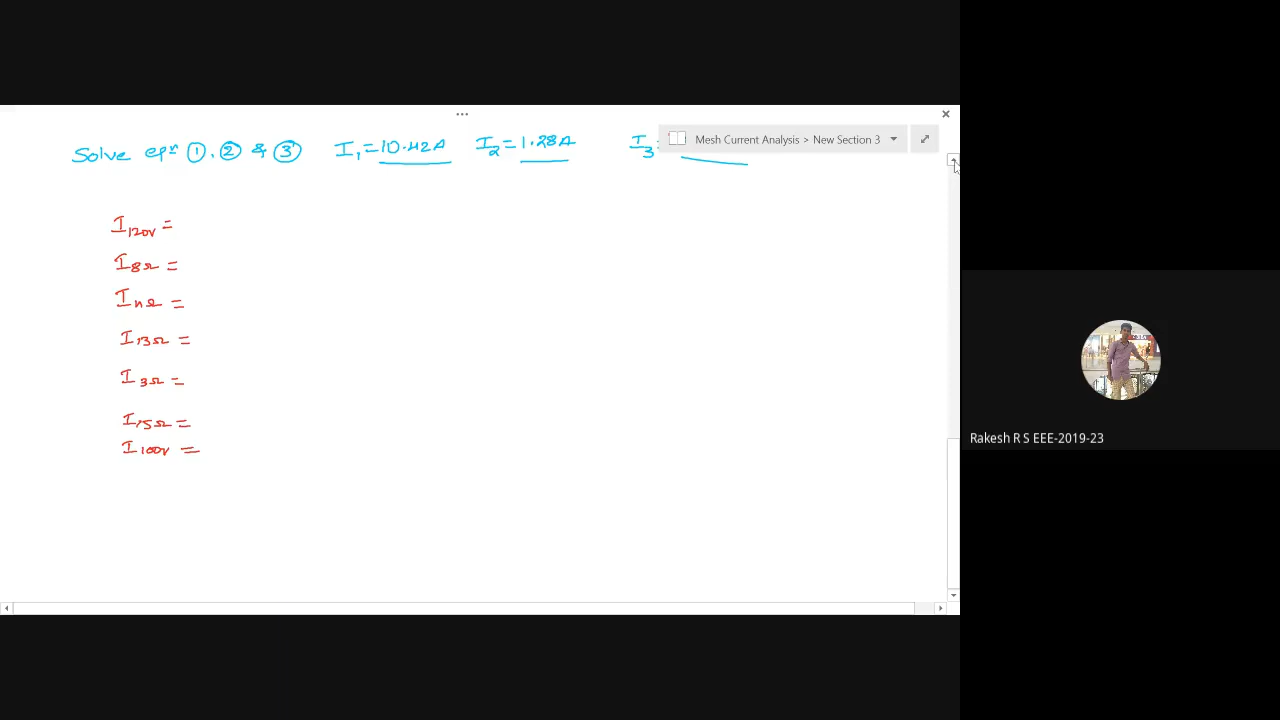 Mesh Current Analysis > New Section 3
Solve eqⁿ ①, ② & ③ I₁ = 10.42A I₂ = 1.28A I₃ =
I₁₂₀ᵥ =
I₈Ω =
I₄Ω =
I₁₃Ω =
I₃Ω =
I₁₅Ω =
I₁₀₀ᵥ =
Rakesh R S EEE-2019-23